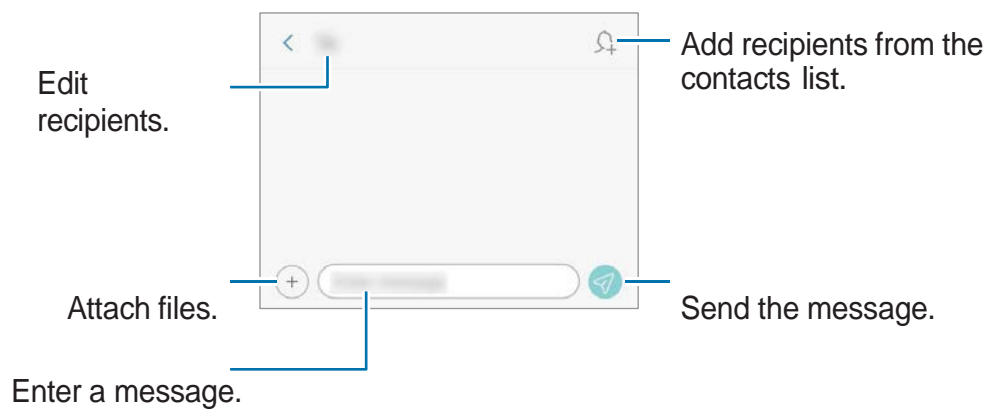 Edit
recipients.
Add recipients from the
contacts list.
Attach files.
Send the message.
Enter a message.